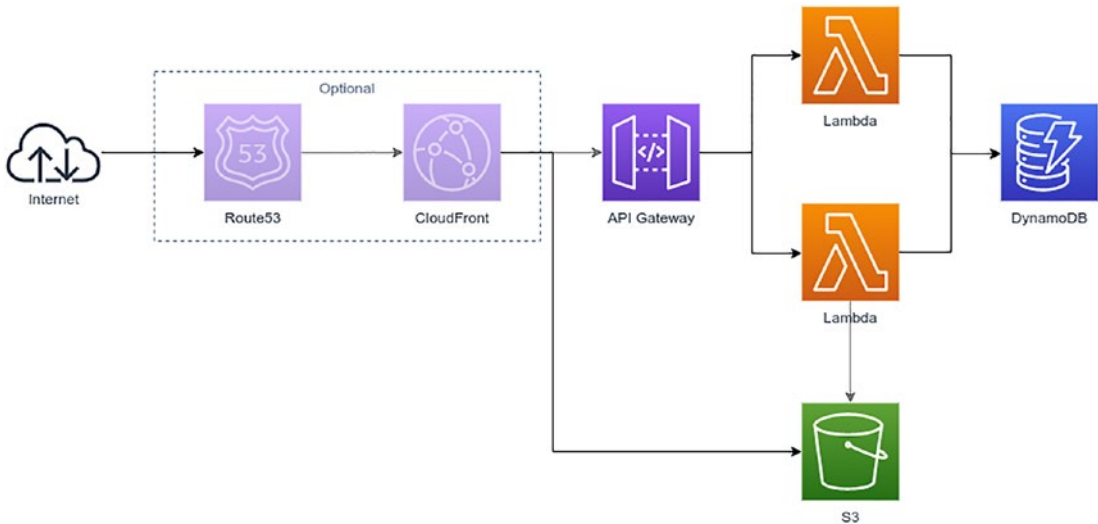 Optional
Internet
Route53
53
CloudFront
API Gateway
</>
Lambda
Lambda
DynamoDB
S3